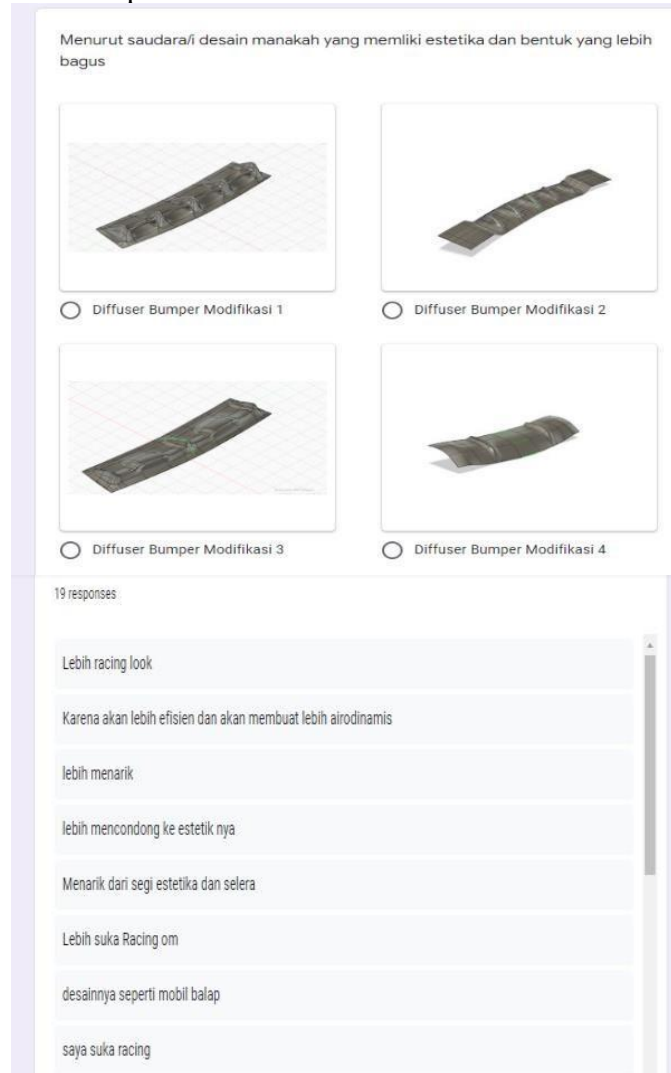 Menurut saudara/i desain manakah yang memliki estetika dan bentuk yang lebih
bagus
Diffuser Bumper Modifikasi 1
Diffuser Bumper Modifikasi 2
Diffuser Bumper Modifikasi 3
Diffuser Bumper Modifikasi 4
19 responses
Lebih racing look
Karena akan lebih efisien dan akan membuat lebih airodinamis
lebih menarik
lebih mencondong ke estetik nya
Menarik dari segi estetika dan selera
Lebih suka Racing om
desainnya seperti mobil balap
saya suka racing